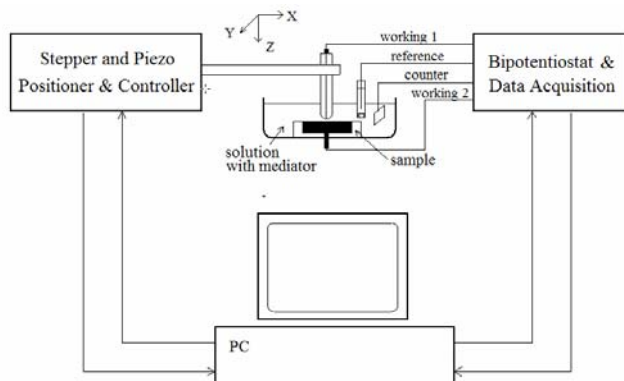 X
Y
Z
Stepper and Piezo
Positioner & Controller
working 1
reference
counter
working 2
Bipotentiostat &
Data Acquisition
solution
with mediator
sample
PC